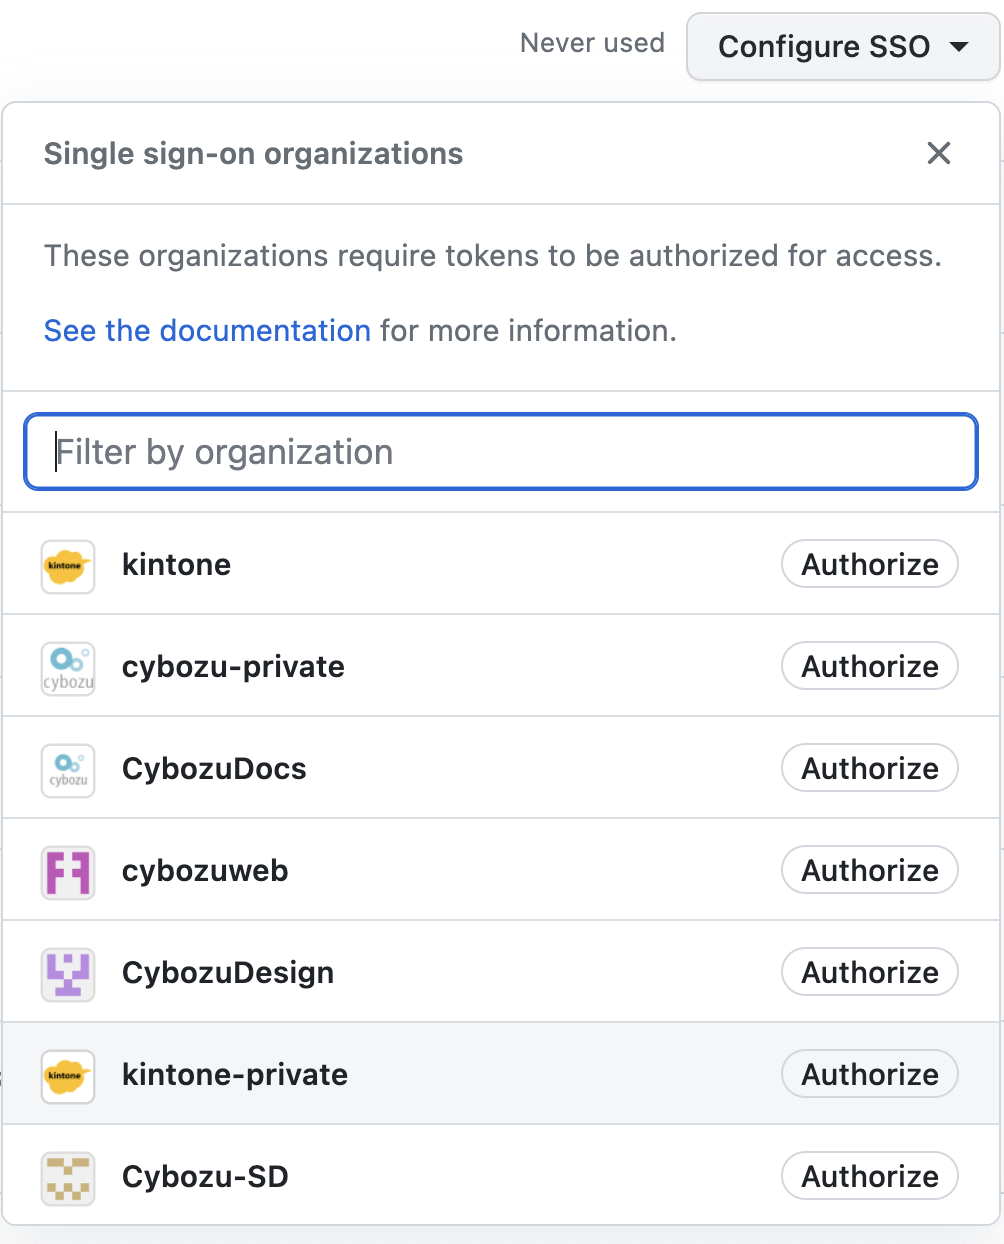 Never used
Configure SSO
Single sign-on organizations
These organizations require tokens to be authorized for access.
See the documentation for more information.
Filter by organization
kintone
kintone
Authorize
cybozu
cybozu-private
Authorize
cybozu
CybozuDocs
Authorize
cybozuweb
Authorize
CybozuDesign
Authorize
kintone
kintone-private
Authorize
Cybozu-SD
Authorize